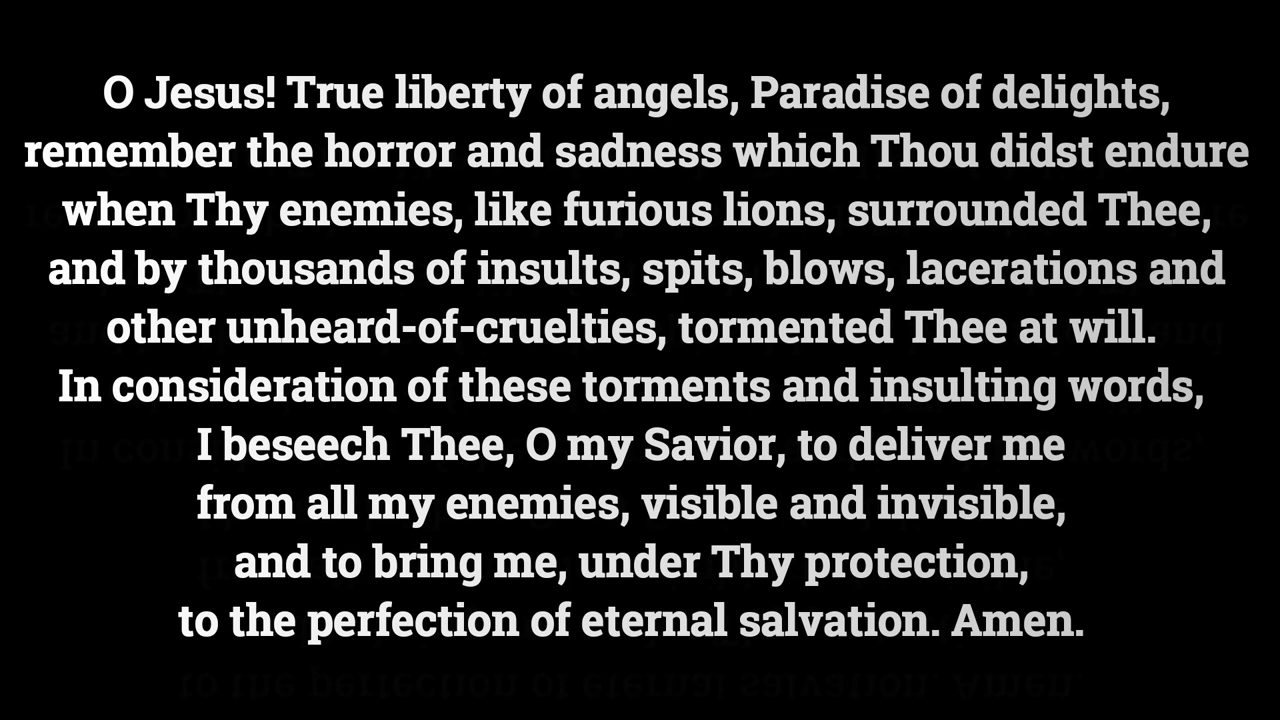 O Jesus! True liberty of angels, Paradise of delights,
remember the horror and sadness which Thou didst endure
when Thy enemies, like furious lions, surrounded Thee,
and by thousands of insults, spits, blows, lacerations and
other unheard-of-cruelties, tormented Thee at will.
In consideration of these torments and insulting words,
I beseech Thee, O my Savior, to deliver me
from all my enemies, visible and invisible,
and to bring me, under Thy protection,
to the perfection of eternal salvation. Amen.